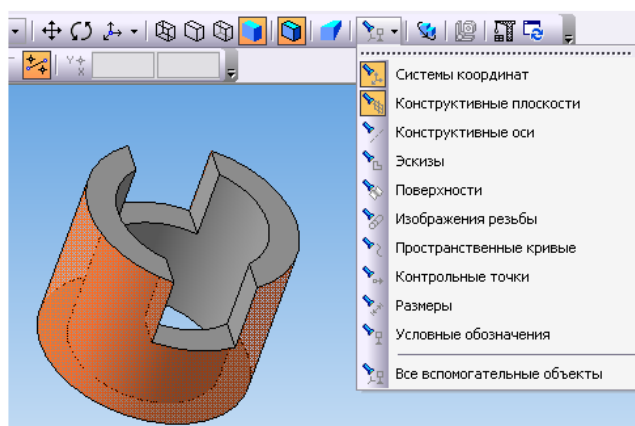 Y+
x
Системы координат
Конструктивные плоскости
Конструктивные оси
Эскизы
Поверхности
Изображения резьбы
Пространственные кривые
Контрольные точки
Размеры
Условные обозначения
Все вспомогательные объекты